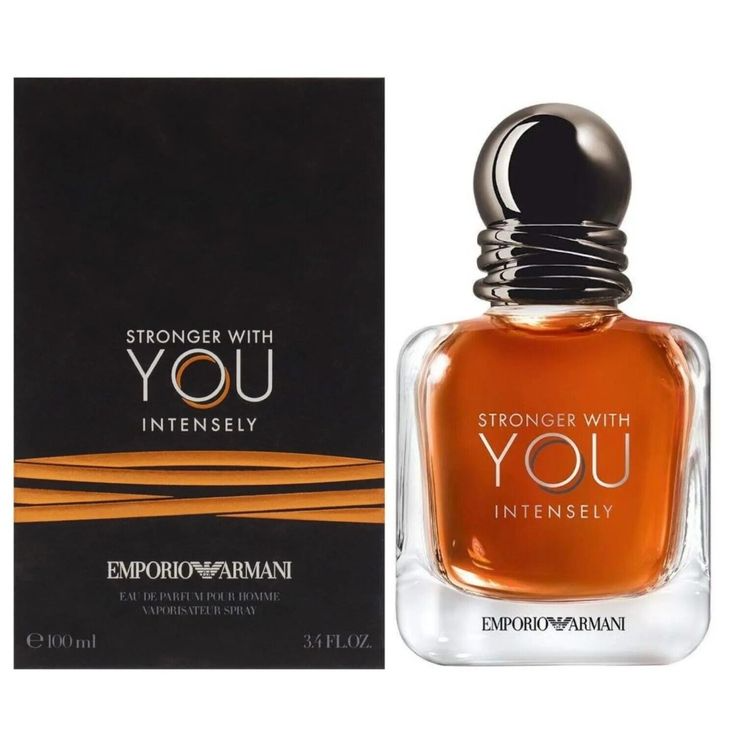 STRONGER WITH
YOU
INTENSELY
EMPORIO ARMANI
EAU DE PARFUM POUR HOMME
VAPORISATEUR SPRAY
℮ 100 ml
3.4 FL.OZ.
STRONGER WITH
YOU
INTENSELY
EMPORIO ARMANI